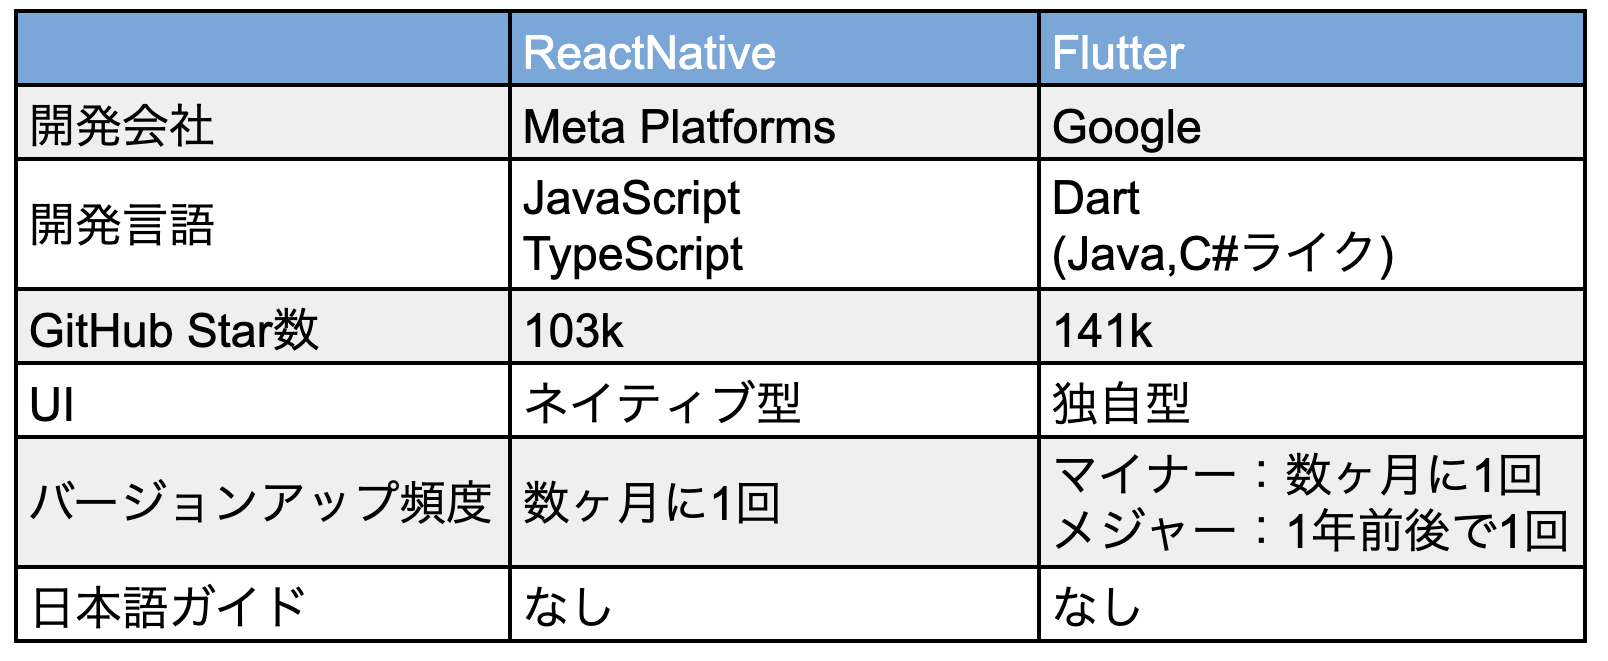 ReactNative Flutter
開発会社 Meta Platforms Google
開発言語 JavaScript TypeScript Dart (Java,C#ライク)
GitHub Star数 103k 141k
UI ネイティブ型 独自型
バージョンアップ頻度 数ヶ月に1回 マイナー：数ヶ月に1回 メジャー：1年前後で1回
日本語ガイド なし なし